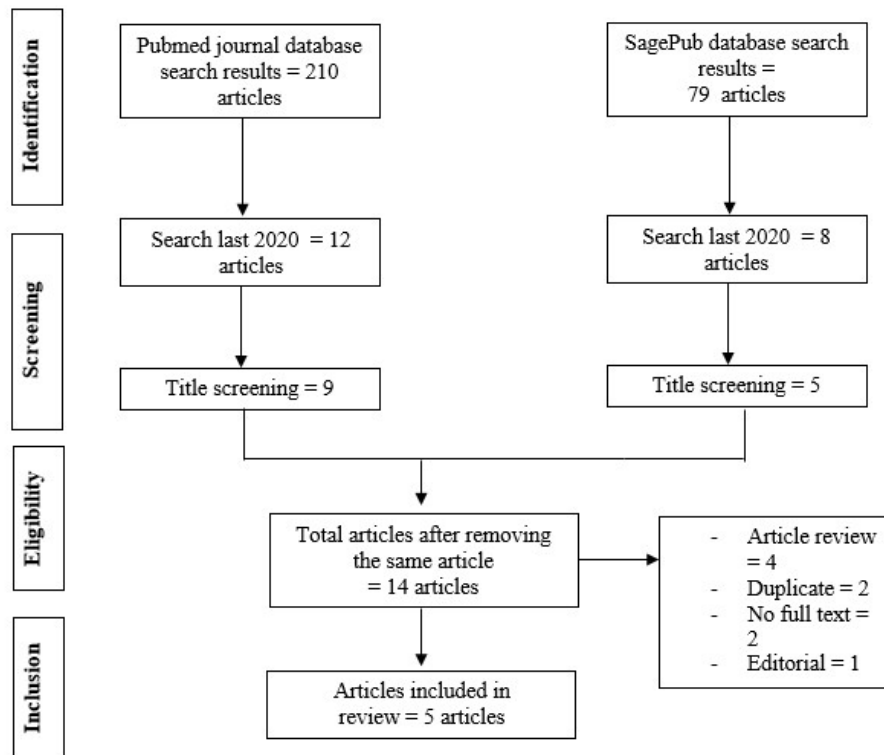 Identification
Pubmed journal database
search results = 210
articles
SagePub database search
results =
79 articles
Screening
Search last 2020 = 12
articles
Search last 2020 = 8
articles
Title screening = 9
Title screening = 5
Eligibility
Total articles after removing
the same article
= 14 articles
- Article review
= 4
- Duplicate = 2
- No full text =
2
- Editorial = 1
Inclusion
Articles included in
review = 5 articles